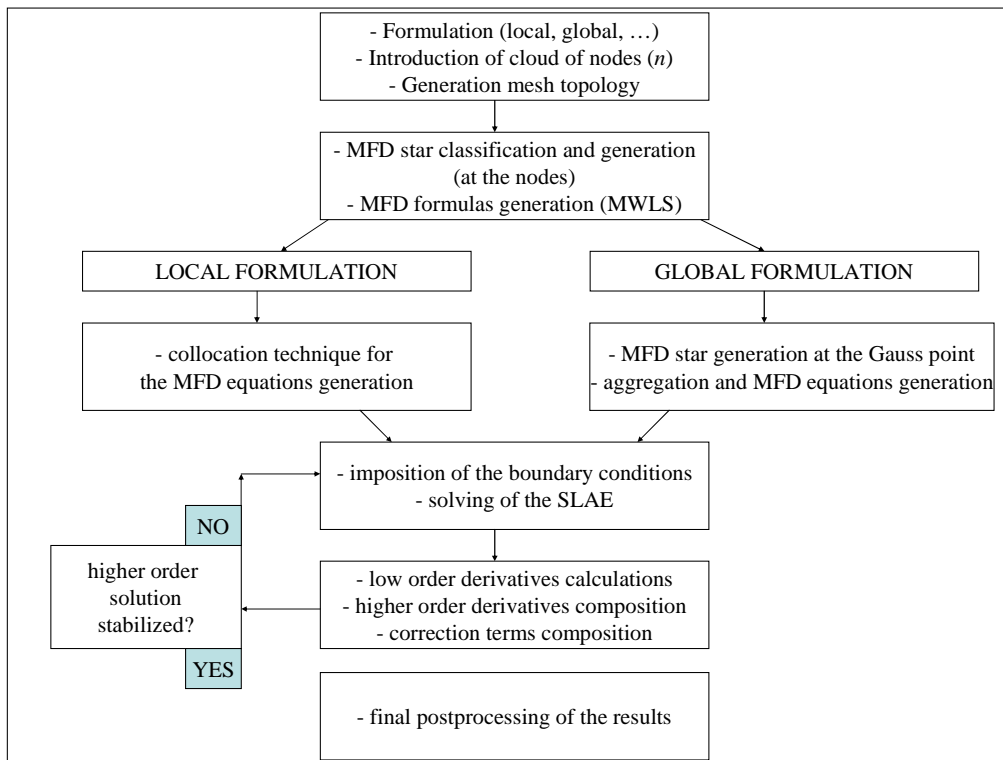 - Formulation (local, global, …)
- Introduction of cloud of nodes (n)
- Generation mesh topology
- MFD star classification and generation
(at the nodes)
- MFD formulas generation (MWLS)
LOCAL FORMULATION
GLOBAL FORMULATION
- collocation technique for
the MFD equations generation
- MFD star generation at the Gauss point
- aggregation and MFD equations generation
- imposition of the boundary conditions
- solving of the SLAE
NO
higher order
solution
stabilized?
YES
- low order derivatives calculations
- higher order derivatives composition
- correction terms composition
- final postprocessing of the results